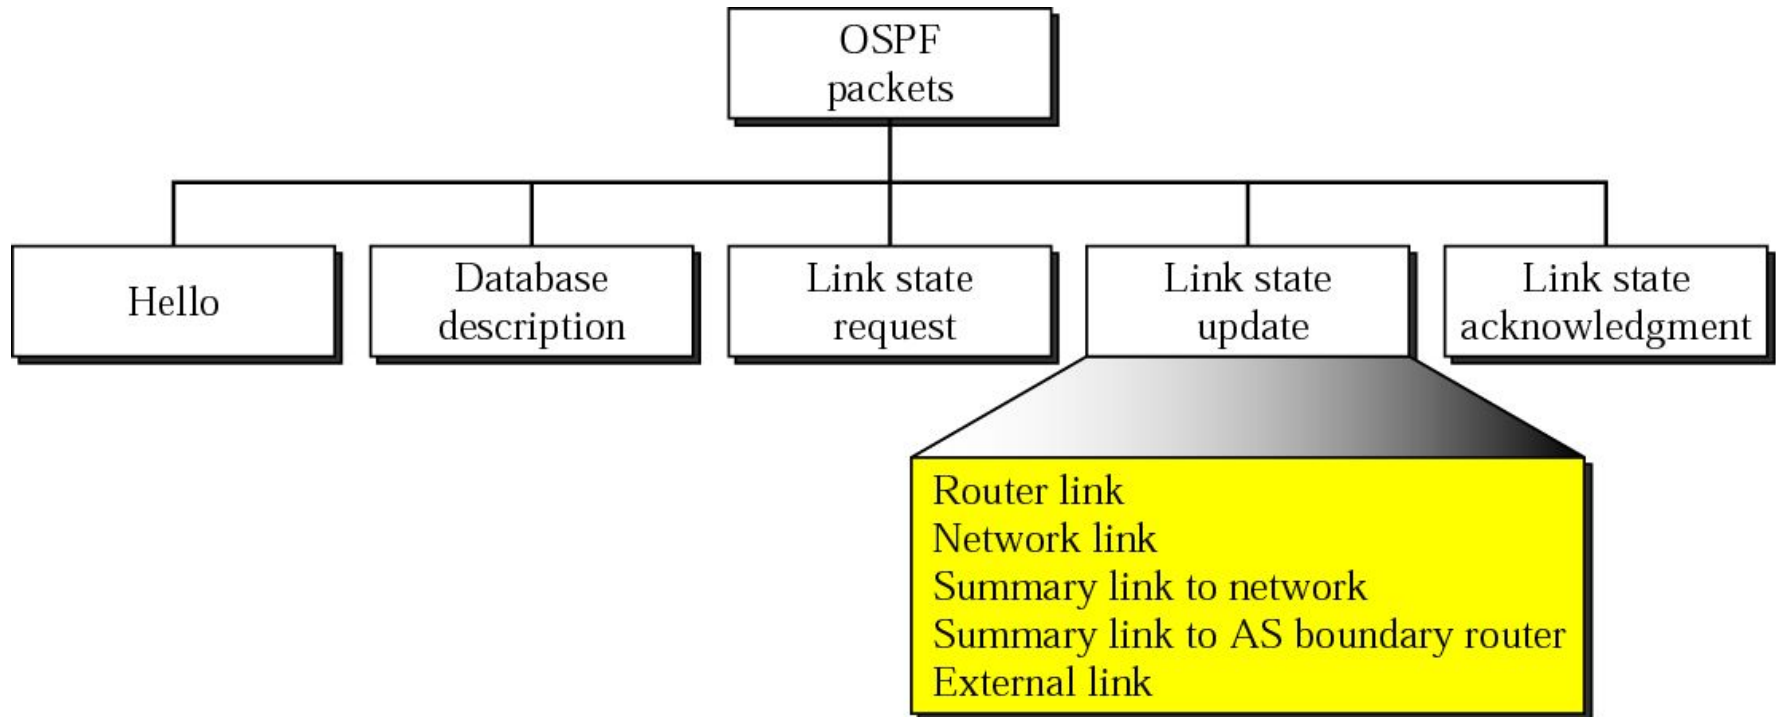 OSPF
packets
Hello
Database
description
Link state
request
Link state
update
Link state
acknowledgment
Router link
Network link
Summary link to network
Summary link to AS boundary router
External link